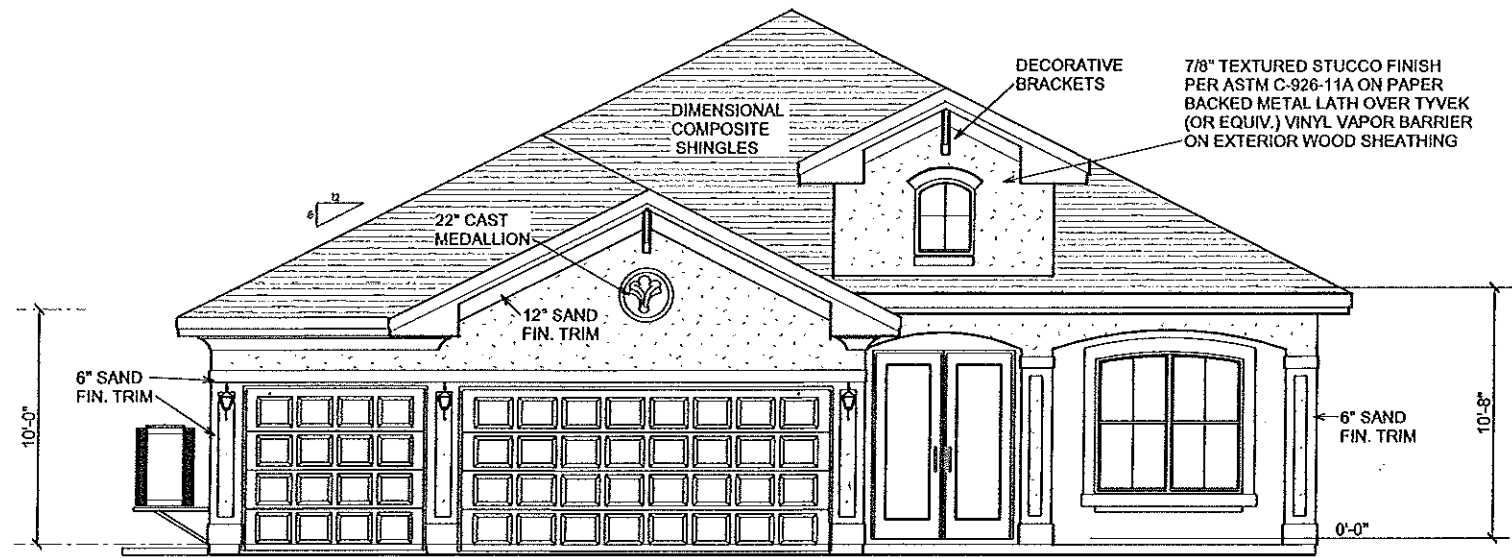 DECORATIVE
BRACKETS
7/8" TEXTURED STUCCO FINISH
PER ASTM C-926-11A ON PAPER
BACKED METAL LATH OVER TYVEK
(OR EQUIV.) VINYL VAPOR BARRIER
ON EXTERIOR WOOD SHEATHING
DIMENSIONAL
COMPOSITE
SHINGLES
12
6
22" CAST
MEDALLION
12" SAND
FIN. TRIM
6" SAND
FIN. TRIM
10'-0"
6" SAND
FIN. TRIM
10'-8"
0'-0"